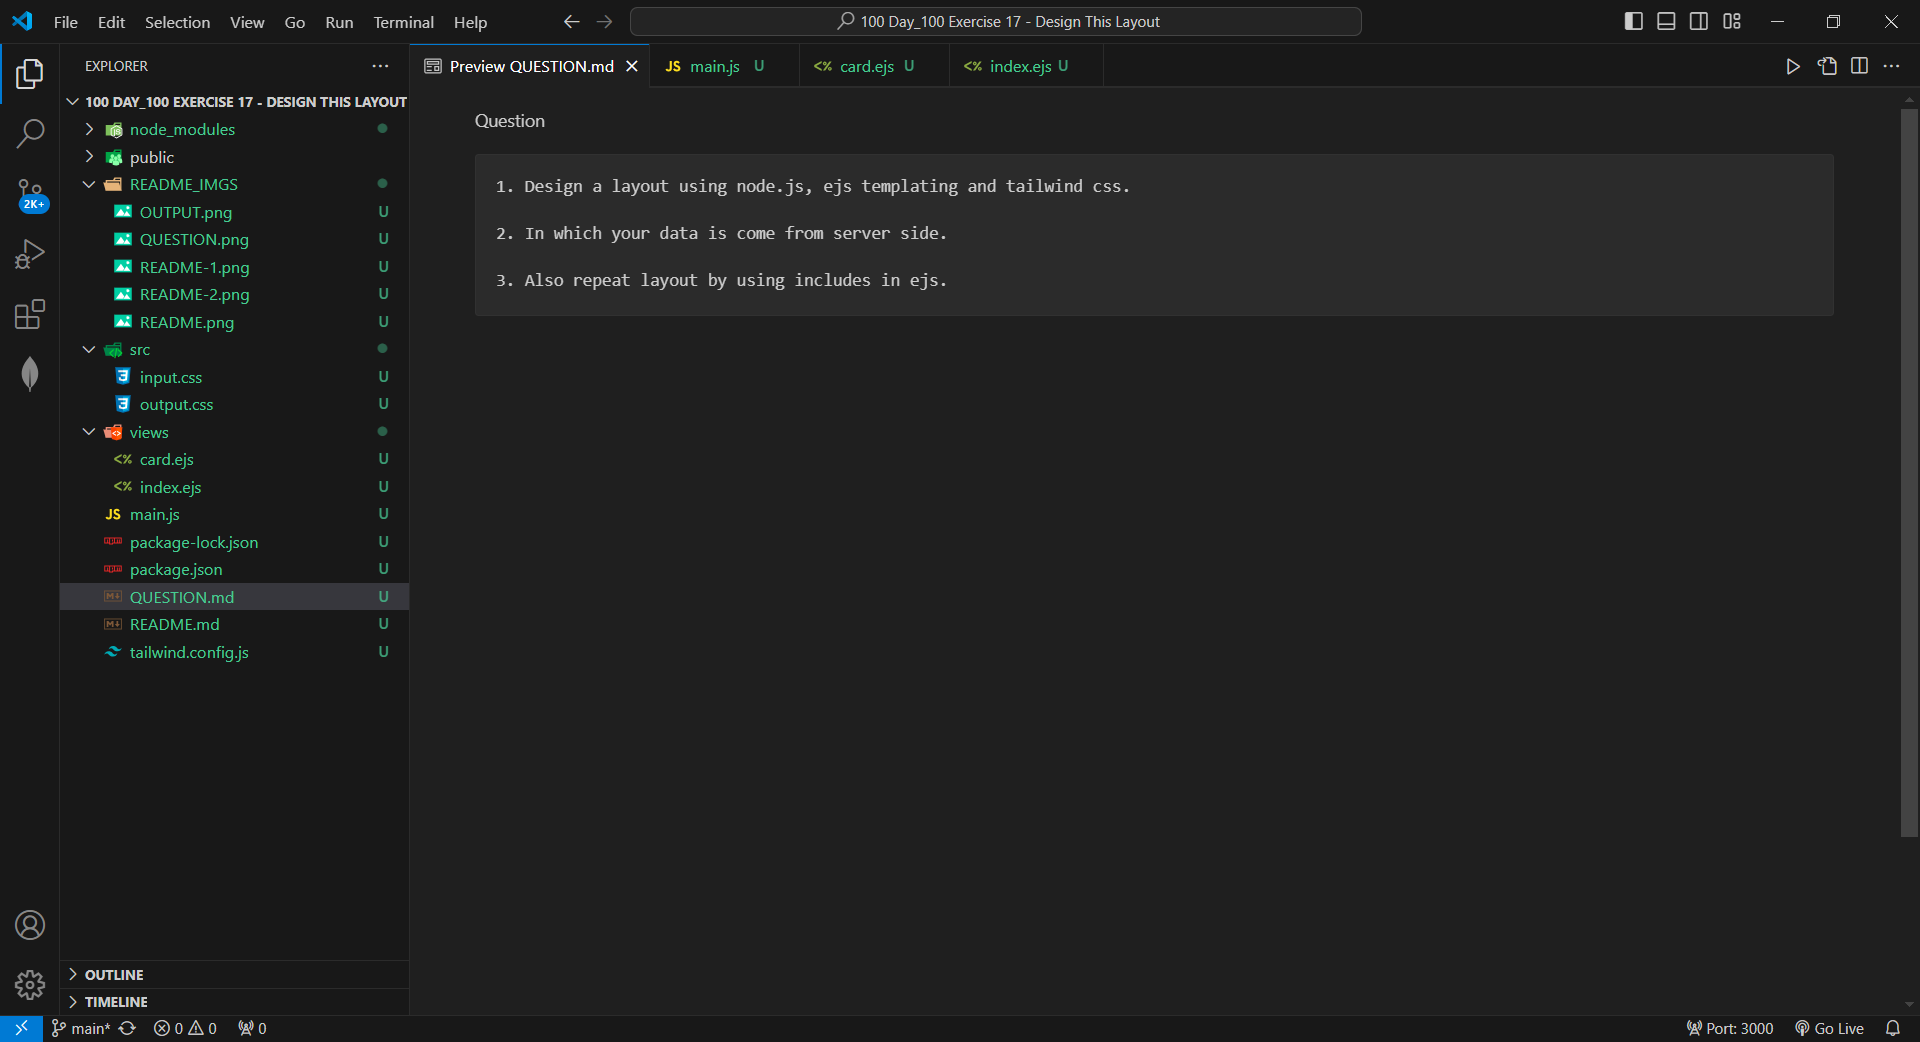 File Edit Selection View Go Run Terminal Help
100 Day_100 Exercise 17 - Design This Layout
EXPLORER
100 DAY_100 EXERCISE 17 - DESIGN THIS LAYOUT
node_modules
public
README_IMGS
OUTPUT.png U
QUESTION.png U
README-1.png U
README-2.png U
README.png U
src
input.css U
output.css U
views
<% card.ejs U
<% index.ejs U
JS main.js U
package-lock.json U
package.json U
QUESTION.md U
README.md U
tailwind.config.js U
OUTLINE
TIMELINE
2K+
Preview QUESTION.md JS main.js U <% card.ejs U <% index.ejs U
Question
1. Design a layout using node.js, ejs templating and tailwind css.
2. In which your data is come from server side.
3. Also repeat layout by using includes in ejs.
main* 0 0 0 Port: 3000 Go Live